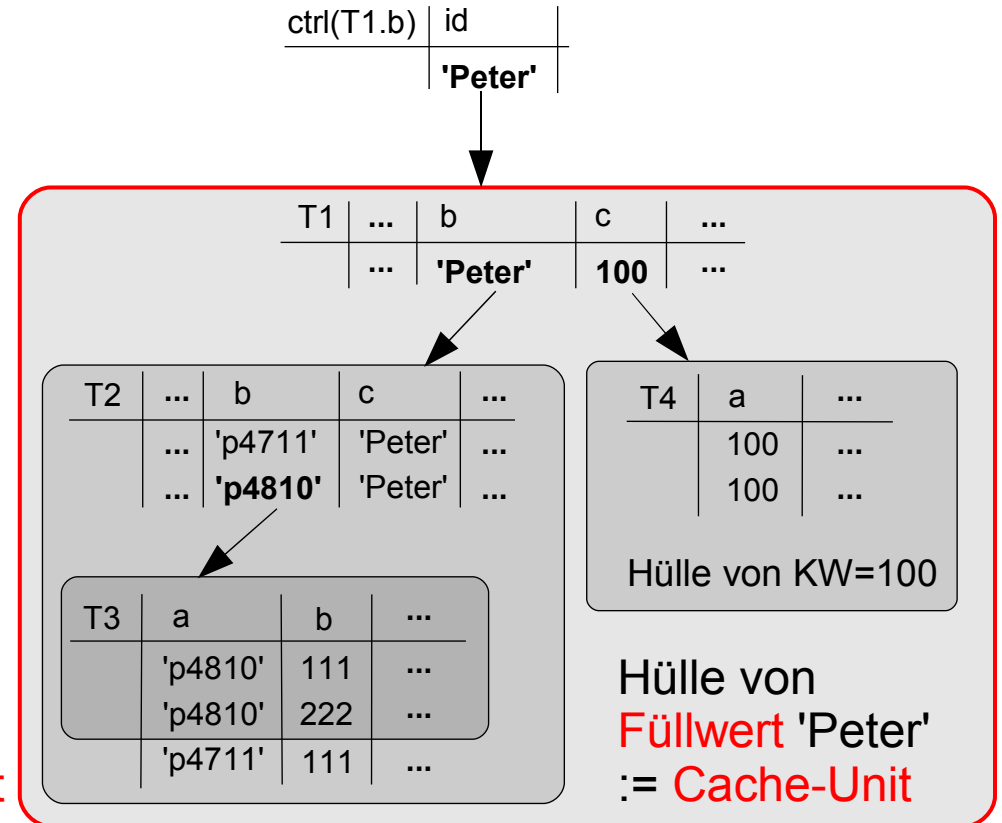 ctrl(T1.b) id
'Peter'
T1 ... b c ...
... 'Peter' 100 ...
T2 ... b c ...
... 'p4711' 'Peter' ...
... 'p4810' 'Peter' ...
T4 a ...
100 ...
100 ...
Hülle von KW=100
T3 a b ...
'p4810' 111 ...
'p4810' 222 ...
'p4711' 111 ...
Hülle von
Füllwert 'Peter'
:= Cache-Unit